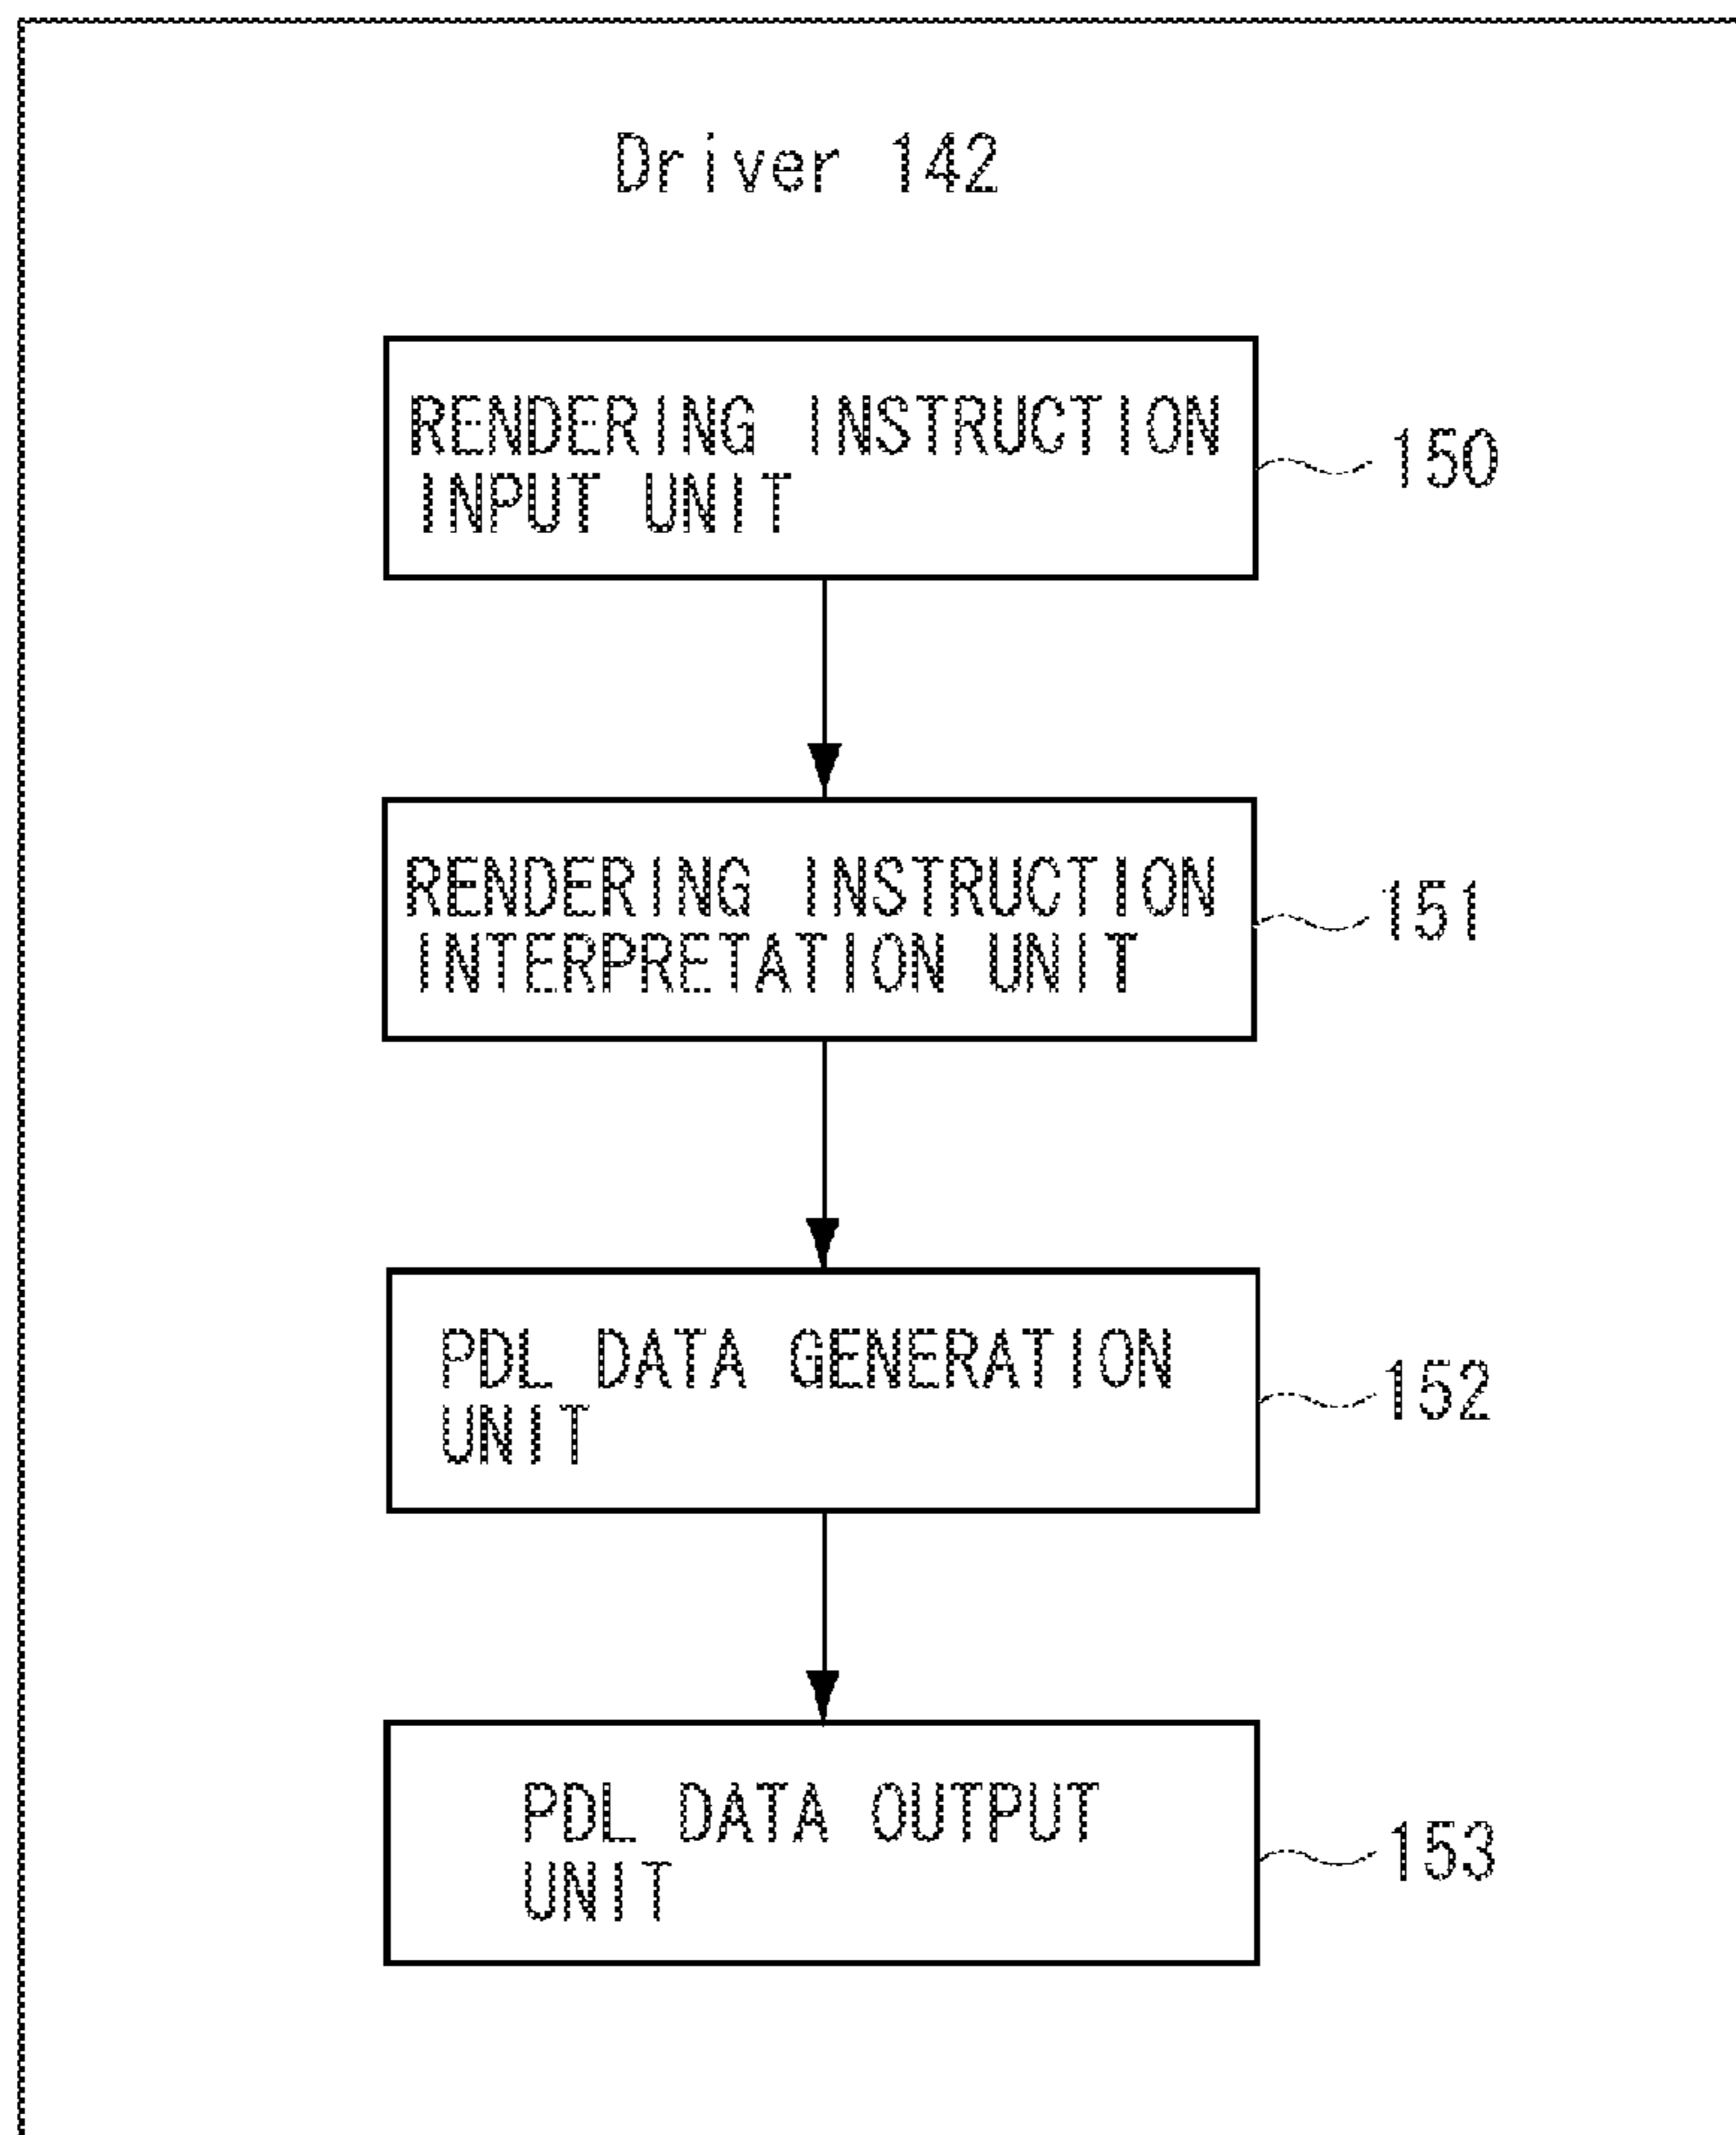 Driver 142
RENDERING INSTRUCTION
INPUT UNIT
150
RENDERING INSTRUCTION
INTERPRETATION UNIT
151
PDL DATA GENERATION
UNIT
152
PDL DATA OUTPUT
UNIT
153